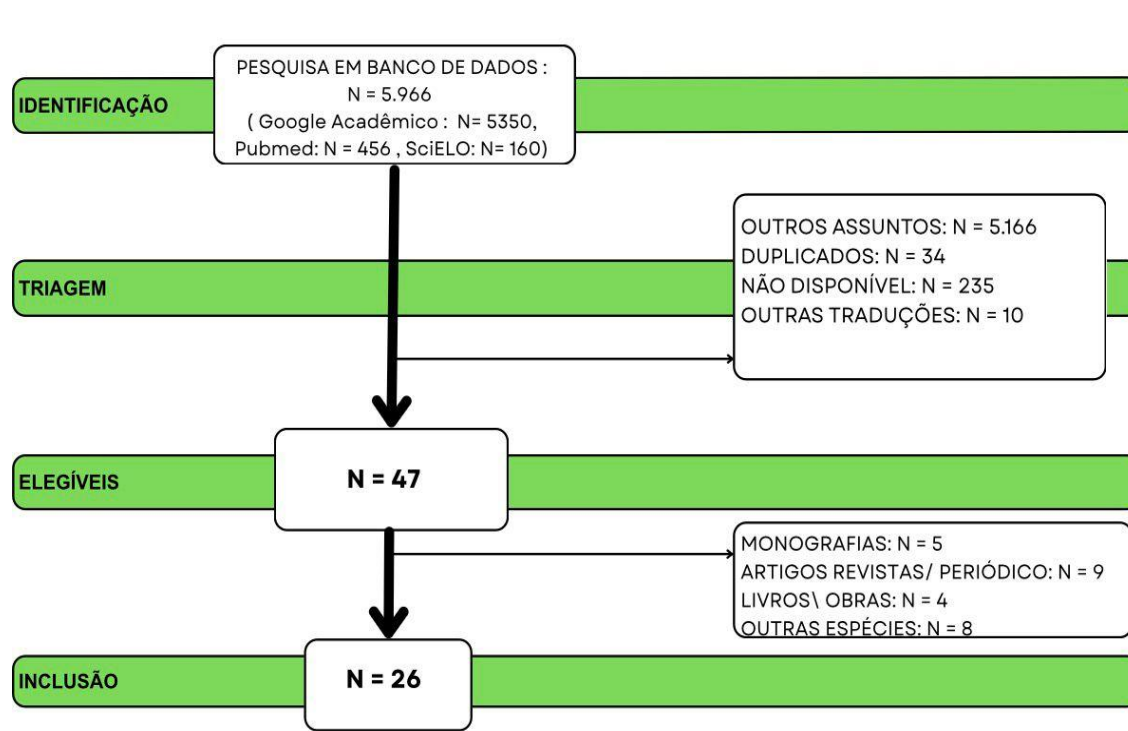 PESQUISA EM BANCO DE DADOS :
N = 5.966
( Google Acadêmico : N= 5350,
Pubmed: N = 456 , SciELO: N= 160)
IDENTIFICAÇÃO
OUTROS ASSUNTOS: N = 5.166
DUPLICADOS: N = 34
NÃO DISPONÍVEL: N = 235
OUTRAS TRADUÇÕES: N = 10
TRIAGEM
N = 47
ELEGÍVEIS
MONOGRAFIAS: N = 5
ARTIGOS REVISTAS/ PERIÓDICO: N = 9
LIVROS\ OBRAS: N = 4
OUTRAS ESPÉCIES: N = 8
INCLUSÃO
N = 26